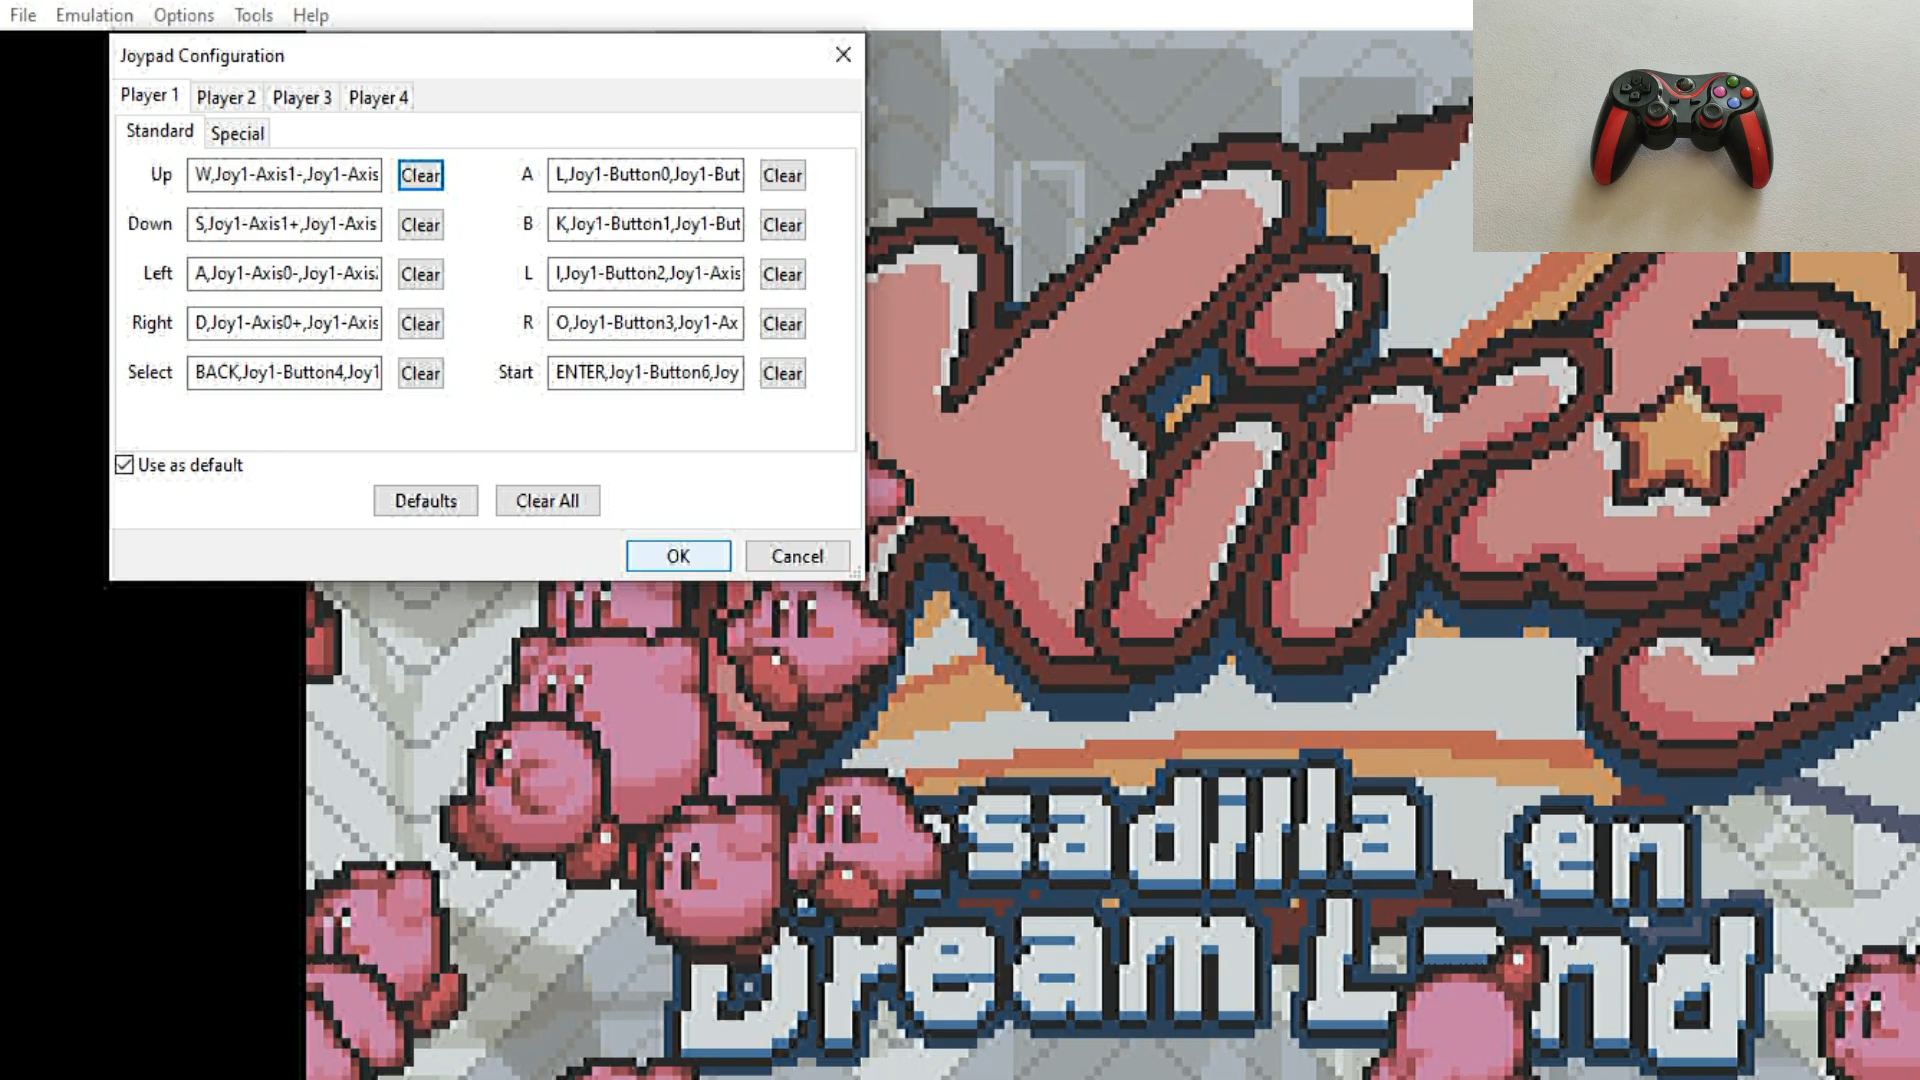 File Emulation Options Tools Help
Joypad Configuration
Player 1 Player 2 Player 3 Player 4
Standard Special
Up W,Joy1-Axis1-,Joy1-Axis Clear A L,Joy1-Button0,Joy1-But Clear
Down S,Joy1-Axis1+,Joy1-Axis Clear B K,Joy1-Button1,Joy1-But Clear
Left A,Joy1-Axis0-,Joy1-Axis Clear L I,Joy1-Button2,Joy1-Axis Clear
Right D,Joy1-Axis0+,Joy1-Axis Clear R O,Joy1-Button3,Joy1-Ax Clear
Select BACK,Joy1-Button4,Joy1 Clear Start ENTER,Joy1-Button6,Joy Clear
Use as default
Defaults Clear All
OK Cancel
Kirby
sadilla en
Dream Land